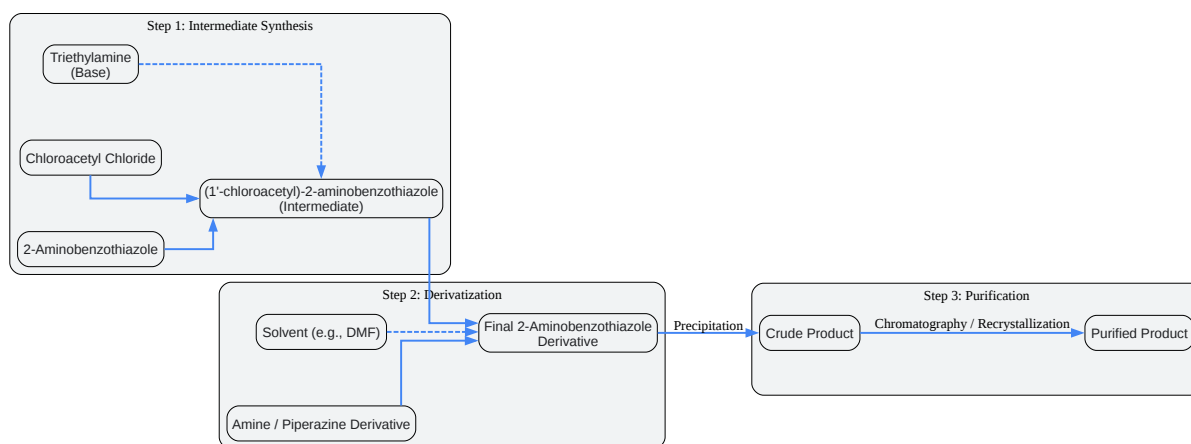 Step 1: Intermediate Synthesis
Triethylamine
(Base)
Chloroacetyl Chloride
(1'-chloroacetyl)-2-aminobenzothiazole
(Intermediate)
2-Aminobenzothiazole
Step 2: Derivatization
Solvent (e.g., DMF)
Final 2-Aminobenzothiazole
Derivative
Amine / Piperazine Derivative
Precipitation
Step 3: Purification
Crude Product
Chromatography / Recrystallization
Purified Product